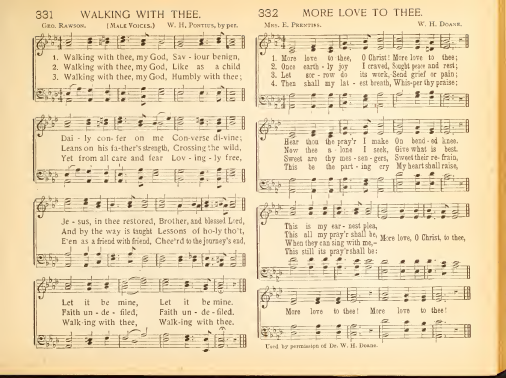 331 WALKING WITH THEE.
GEO. RAWSON. [MALE VOICES.] W. H. PONTIUS, by per.
1. Walking with thee, my God, Sav - iour benign,
2. Walking with thee, my God, Like as a child
3. Walking with thee, my God, Humbly with thee;
Dai - ly con- fer on me Con-verse di-vine;
Leans on his fa-ther's strength, Crossing the wild,
Yet from all care and fear Lov - ing - ly free,
Je - sus, in thee restored, Brother, and blessed Lord,
And by the way is taught Lessons of ho-ly tho't,
E'en as a friend with friend, Cheer'd to the journey's end,
Let it be mine, Let it be mine.
Faith un - de - filed, Faith un - de-filed.
Walk-ing with thee, Walk-ing with thee.
332 MORE LOVE TO THEE.
MRS. E. PRENTISS. W. H. DOANE.
1. More love to thee, O Christ! More love to thee;
2. Once earth - ly joy I craved, Sought peace and rest;
3. Let sor - row do its work, Send grief or pain;
4. Then shall my lat - est breath, Whis-per thy praise;
Hear thou the pray'r I make On bend-ed knee.
Now thee a lone I seek, Give what is best.
Sweet are thy mes - sen - gers, Sweet their re-frain,
This be the part - ing cry My heart shall raise,
This is my ear - nest plea,
This all my pray'r shall be,
When they can sing with me,-
This still its pray'r shall be:
More love, O Christ, to thee,
More love to thee! More love to thee!
Used by permission of Dr. W. H. Doane.